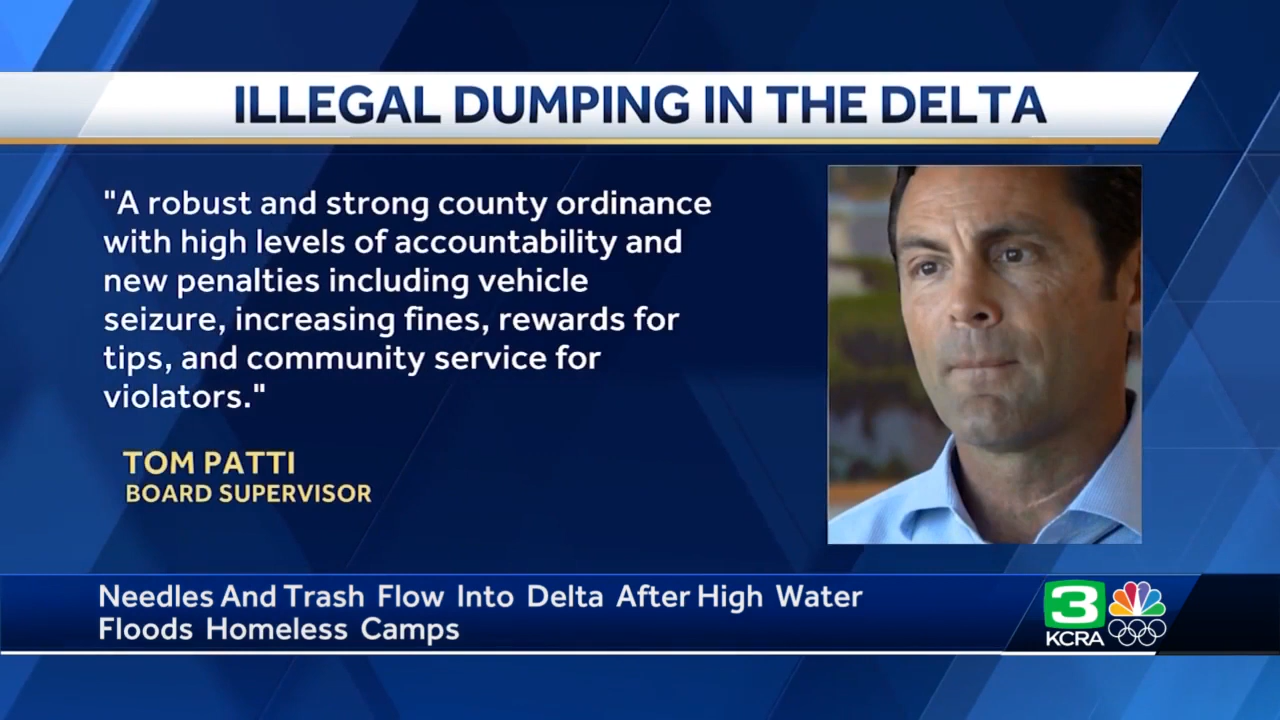 ILLEGAL DUMPING IN THE DELTA
"A robust and strong county ordinance
with high levels of accountability and
new penalties including vehicle
seizure, increasing fines, rewards for
tips, and community service for
violators."
TOM PATTI
BOARD SUPERVISOR
Needles And Trash Flow Into Delta After High Water
Floods Homeless Camps
3
KCRA